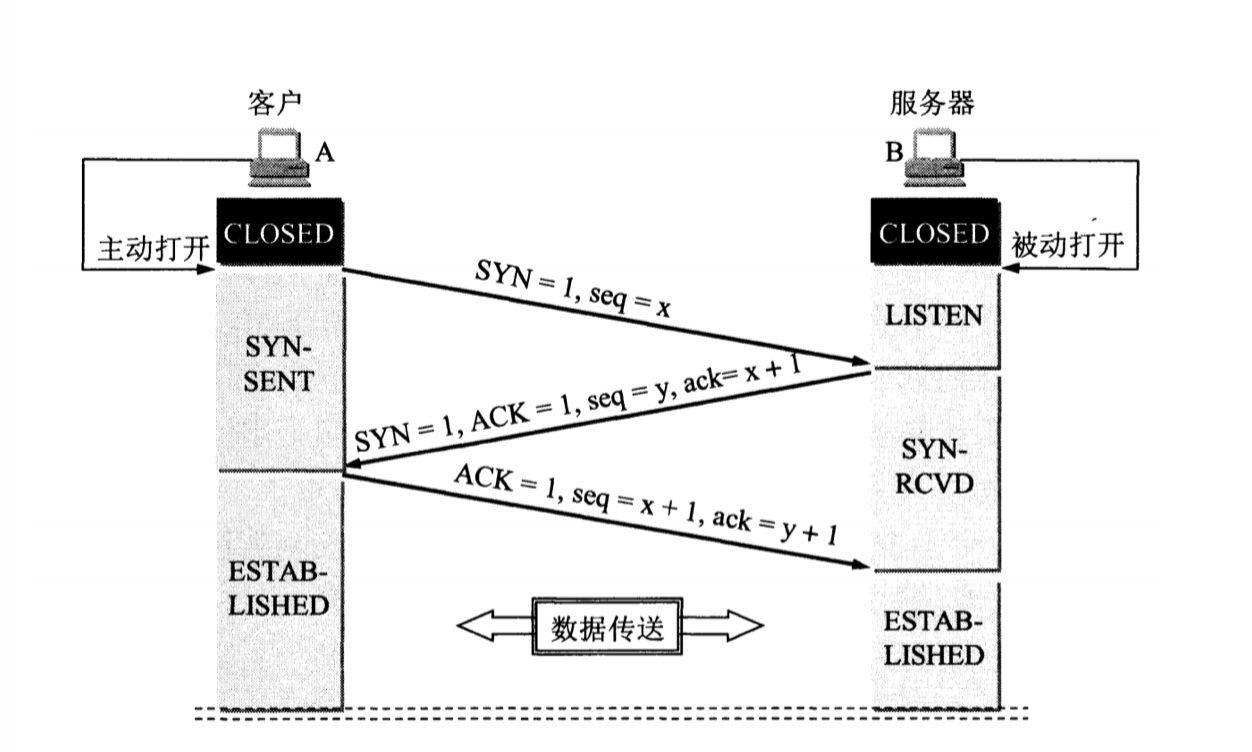 客户
服务器
A
B
CLOSED
CLOSED
主动打开
被动打开
SYN = 1, seq = x
LISTEN
SYN-
SENT
SYN = 1, ACK = 1, seq = y, ack= x + 1
ACK = 1, seq = x + 1, ack = y + 1
SYN-
RCVD
ESTAB-
LISHED
数据传送
ESTAB-
LISHED